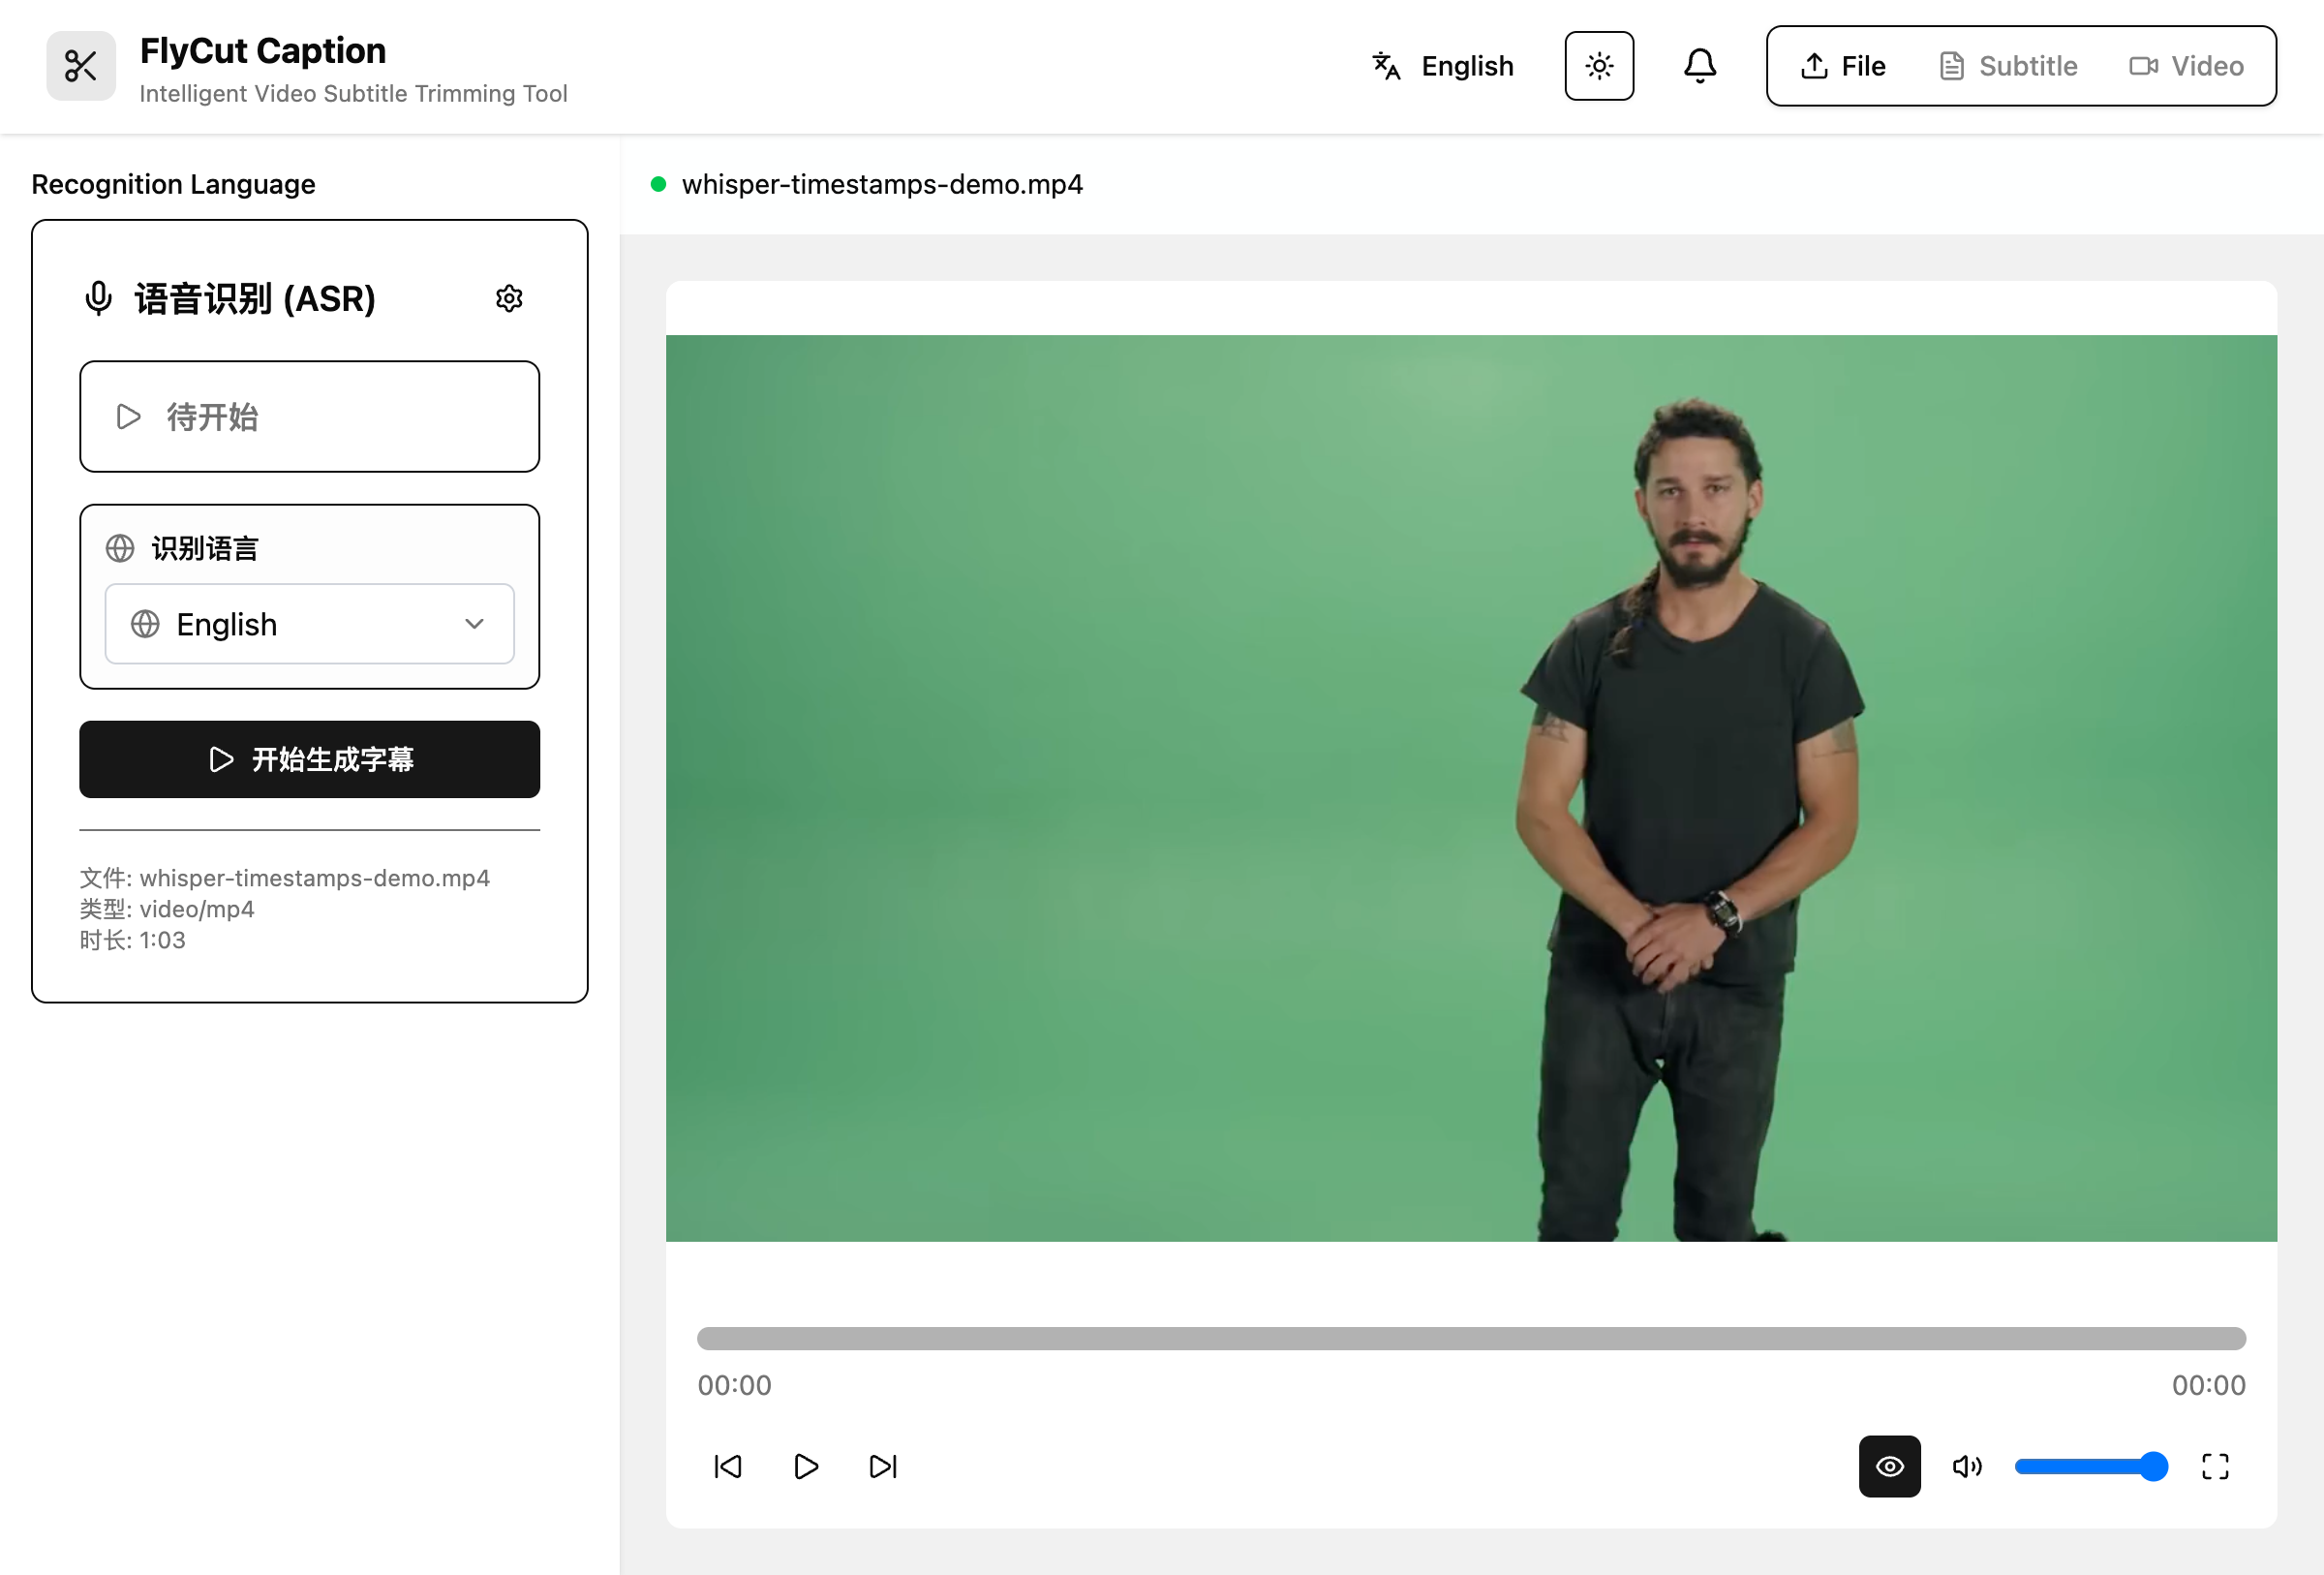 FlyCut Caption
Intelligent Video Subtitle Trimming Tool
English
File
Subtitle
Video
Recognition Language
语音识别 (ASR)
待开始
识别语言
English
开始生成字幕
文件: whisper-timestamps-demo.mp4
类型: video/mp4
时长: 1:03
whisper-timestamps-demo.mp4
00:00
00:00